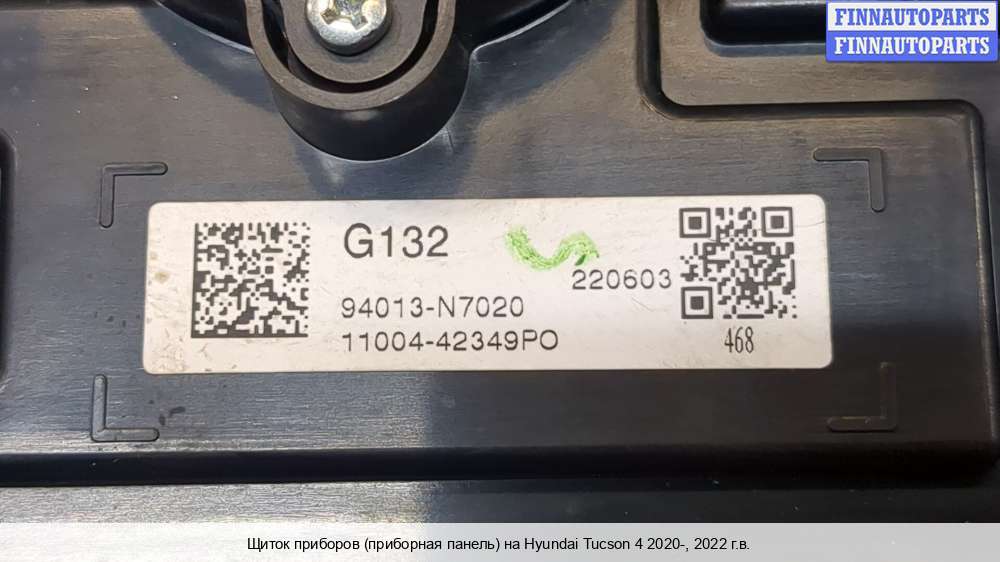 FINNAUTOPARTS
FINNAUTOPARTS
G132
220603
94013-N7020
11004-42349PO
468
Щиток приборов (приборная панель) на Hyundai Tucson 4 2020-, 2022 г.в.